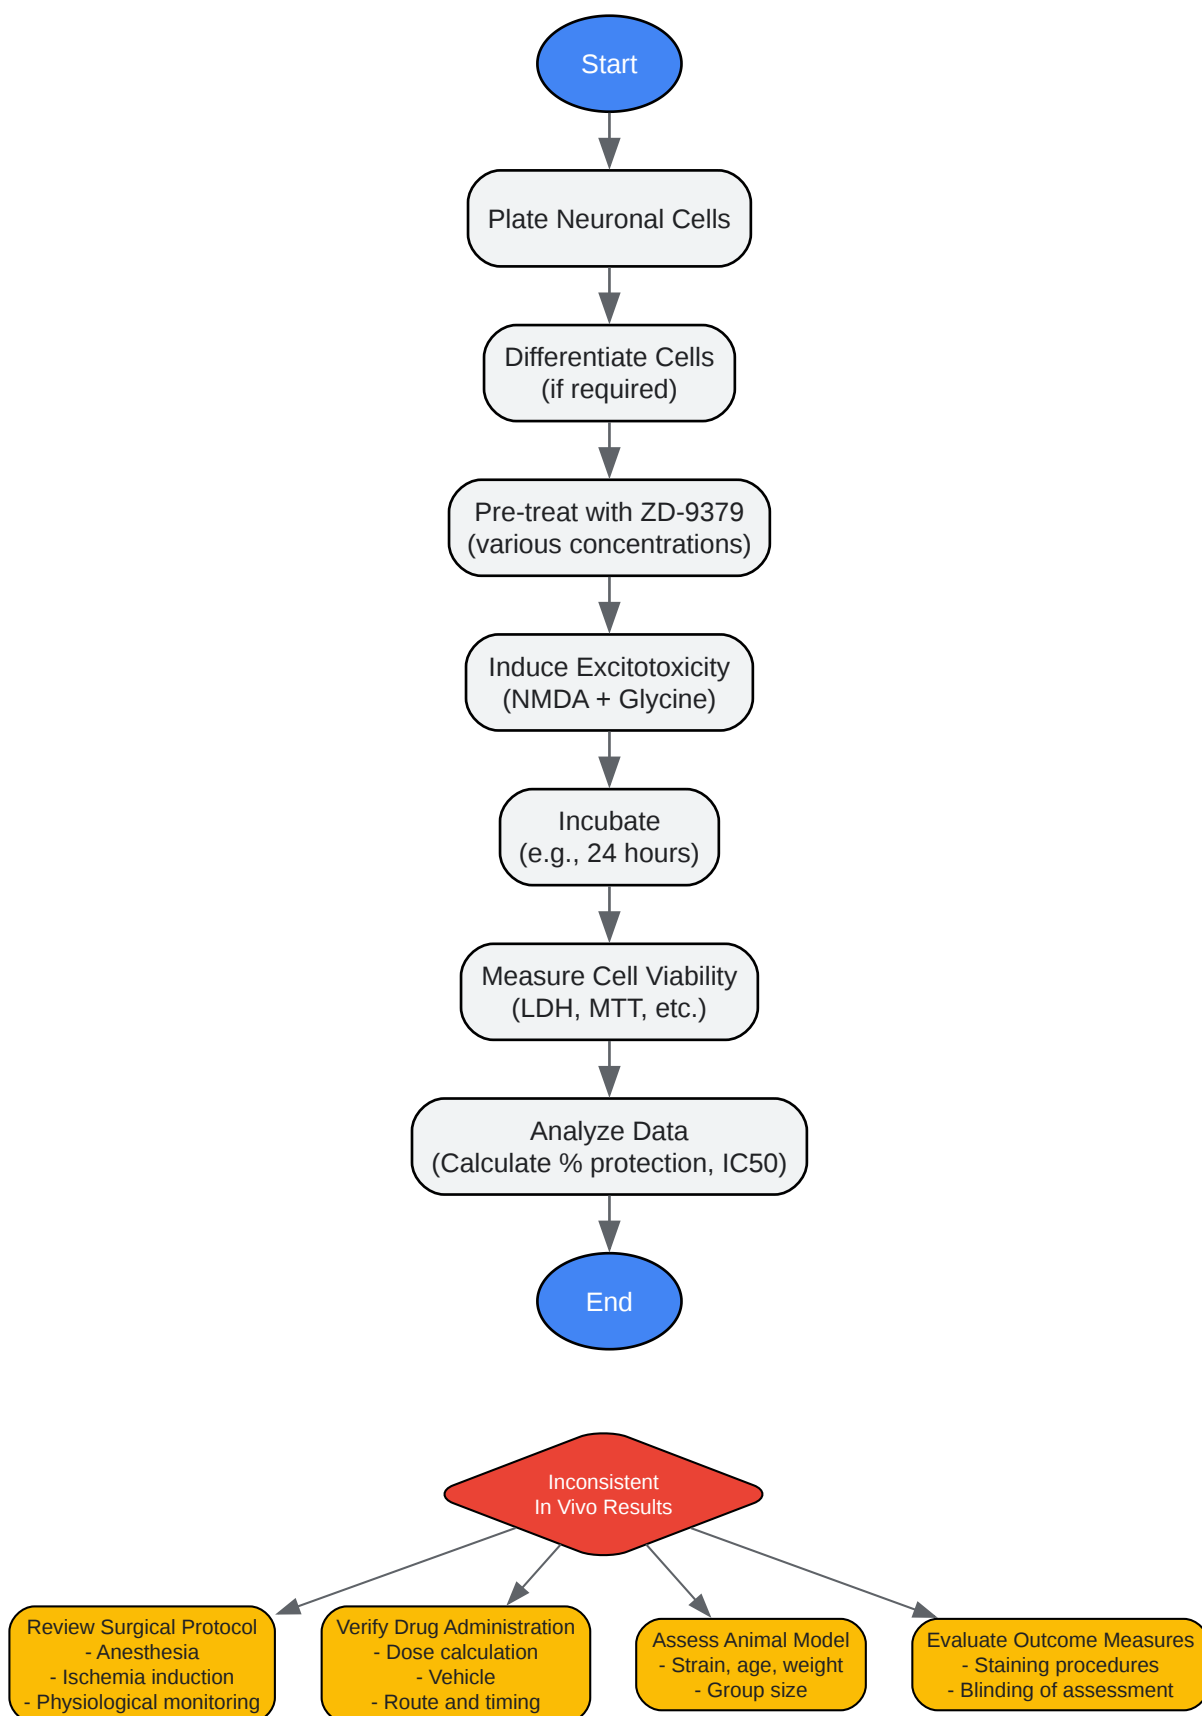 Start
Plate Neuronal Cells
Differentiate Cells
(if required)
Pre-treat with ZD-9379
(various concentrations)
Induce Excitotoxicity
(NMDA + Glycine)
Incubate
(e.g., 24 hours)
Measure Cell Viability
(LDH, MTT, etc.)
Analyze Data
(Calculate % protection, IC50)
End
Inconsistent
In Vivo Results
Review Surgical Protocol
- Anesthesia
- Ischemia induction
- Physiological monitoring
Verify Drug Administration
- Dose calculation
- Vehicle
- Route and timing
Assess Animal Model
- Strain, age, weight
- Group size
Evaluate Outcome Measures
- Staining procedures
- Blinding of assessment